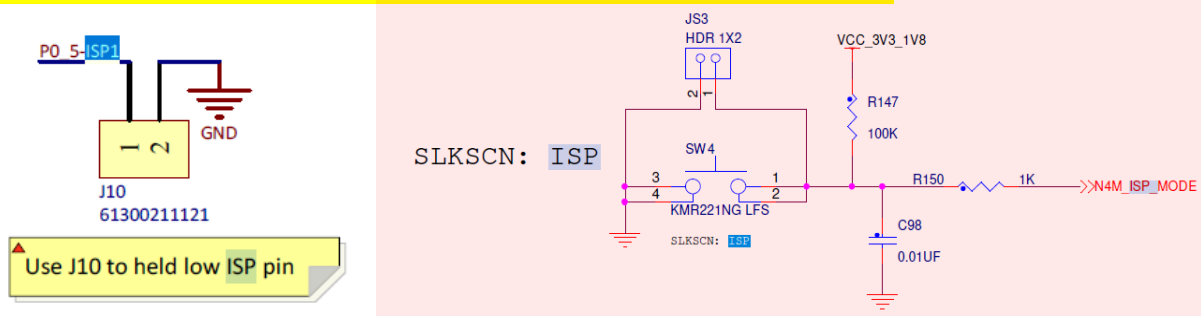 P0_5-ISP1
GND
1
2
J10
61300211121
Use J10 to held low ISP pin
JS3
HDR 1X2
2
1
VCC_3V3_1V8
R147
100K
SLKSCN: ISP
SW4
3
4
1
2
KMR221NG LFS
SLKSCN: ISP
R150
1K
N4M_ISP_MODE
C98
0.01UF